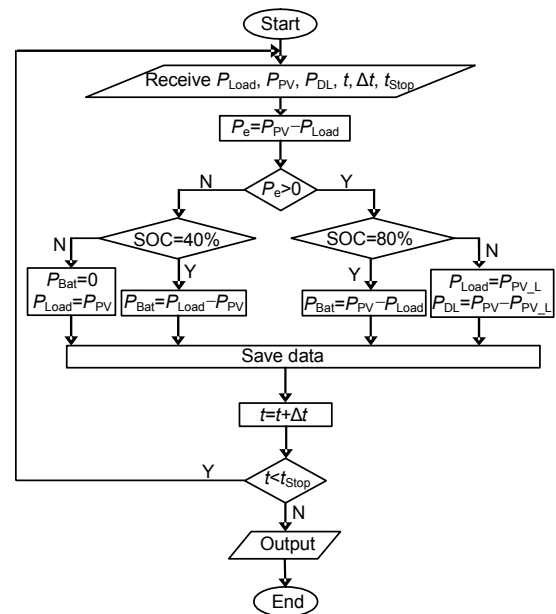 Start
Receive P_Load, P_PV, P_DL, t, Δt, t_Stop
P_e=P_PV−P_Load
P_e>0
N
Y
SOC=40%
SOC=80%
N
Y
Y
N
P_Bat=0
P_Load=P_PV
P_Bat=P_Load−P_PV
P_Bat=P_PV−P_Load
P_Load=P_PV_L
P_DL=P_PV−P_PV_L
Save data
t=t+Δt
t<t_Stop
Y
N
Output
End